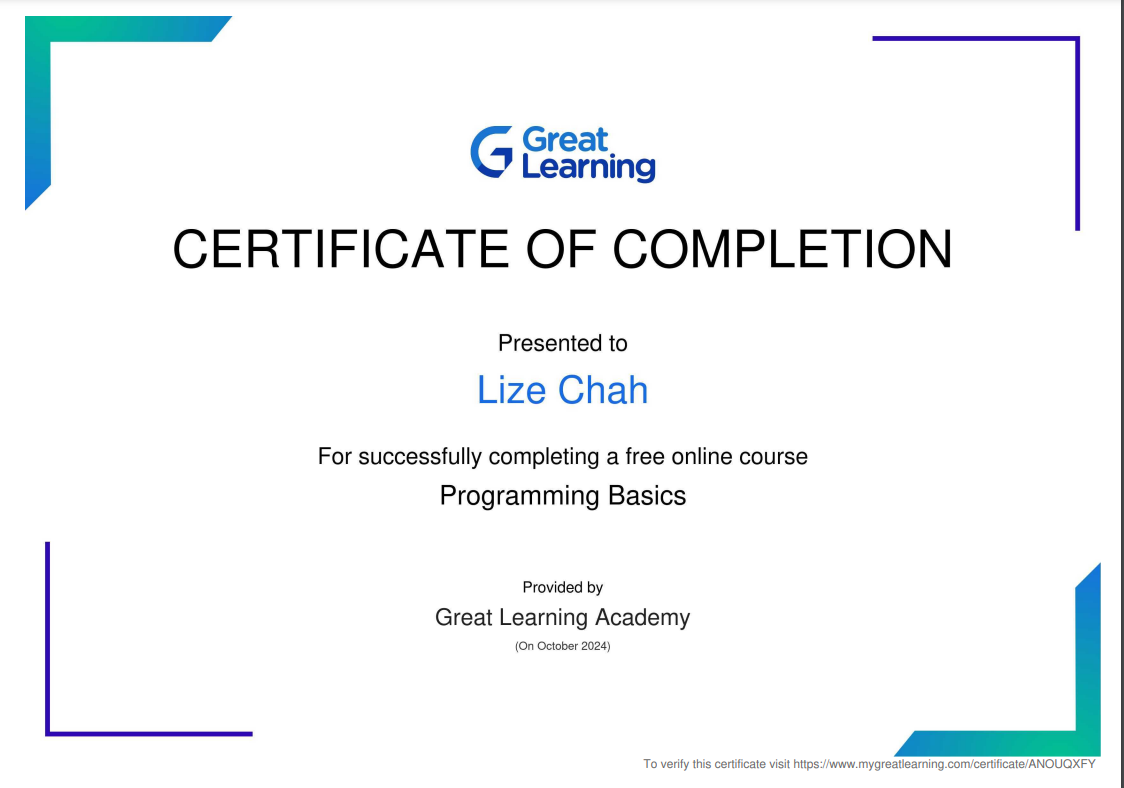 Great
Learning
CERTIFICATE OF COMPLETION
Presented to
Lize Chah
For successfully completing a free online course
Programming Basics
Provided by
Great Learning Academy
(On October 2024)
To verify this certificate visit https://www.mygreatlearning.com/certificate/ANOUQXFY